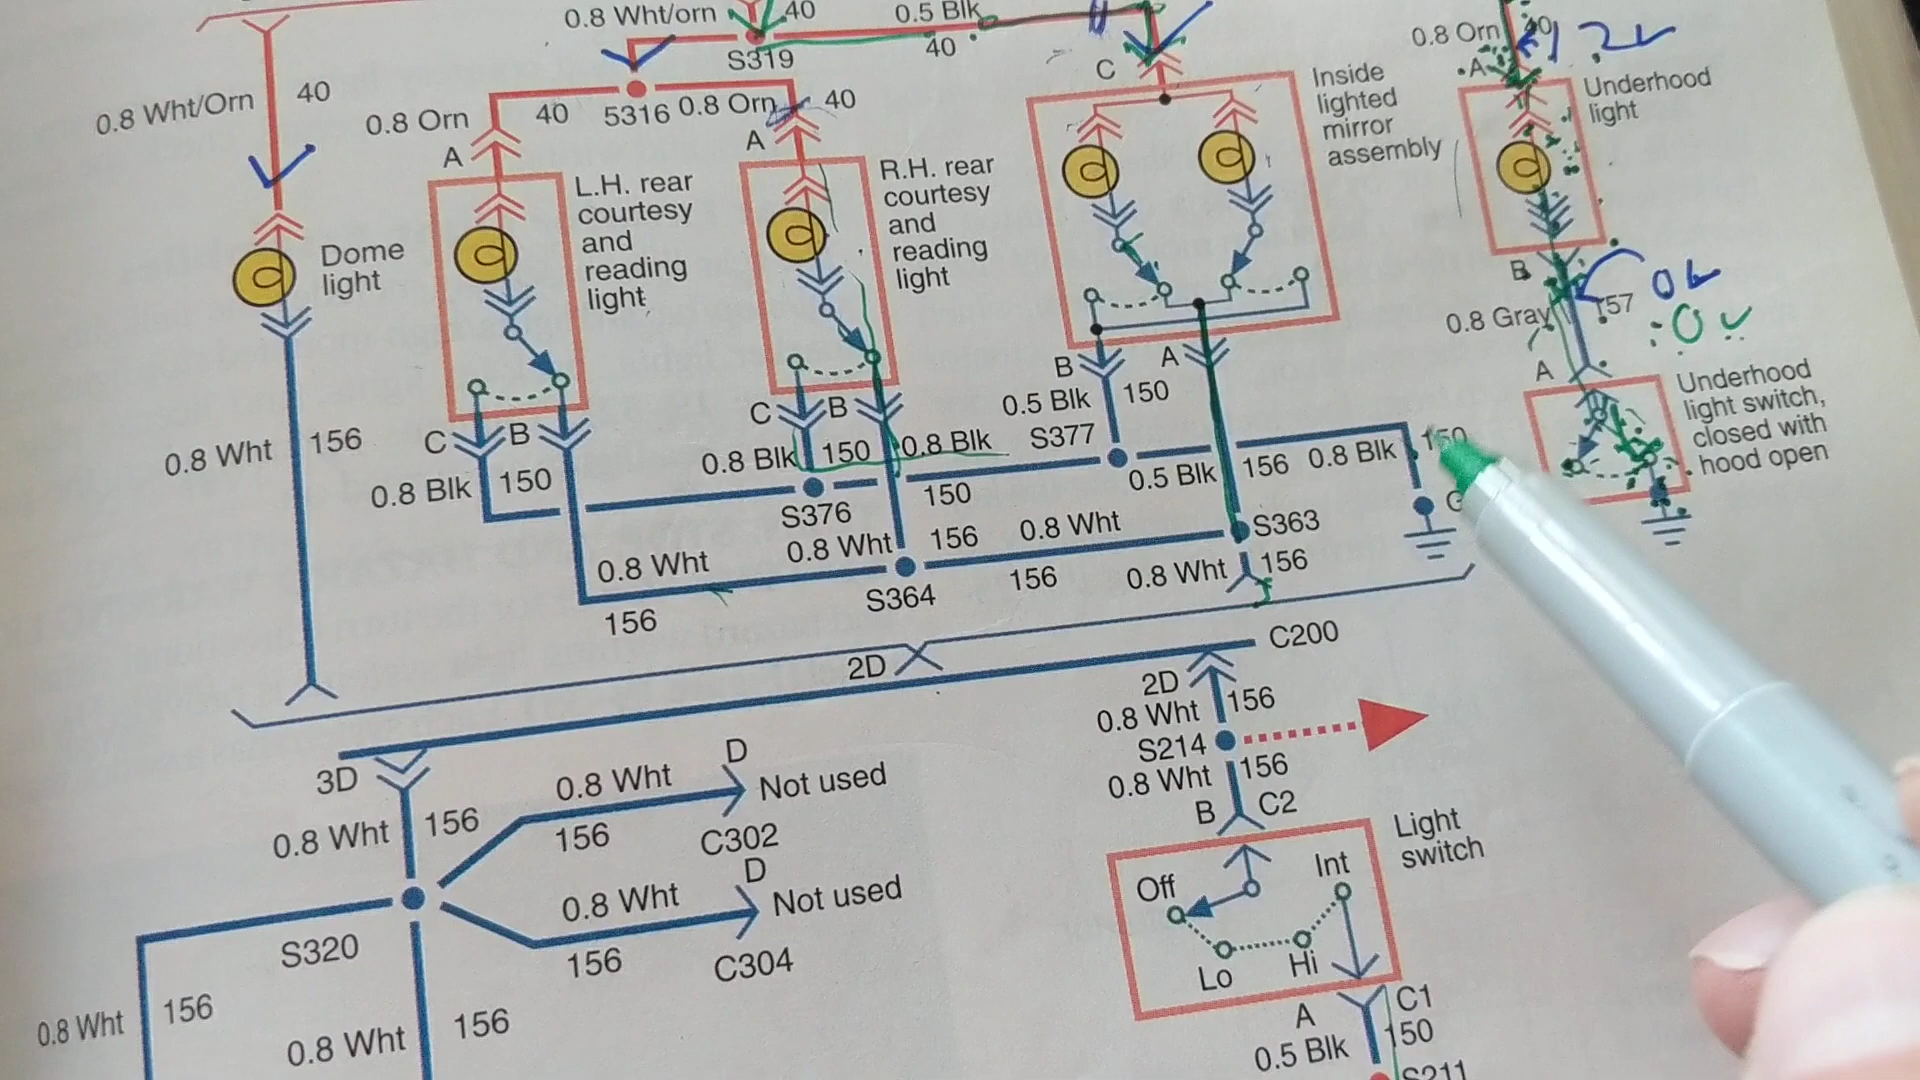 0.8 Wht/orn
40
0.5 Blk
40
S319
0.8 Wht/Orn
40
0.8 Orn
40
5316
0.8 Orn
40
A
A
C
L.H. rear
courtesy
and
reading
light
R.H. rear
courtesy
and
reading
light
Inside
lighted
mirror
assembly
0.8 Orn
40
12v
A
Underhood
light
B
0.8 Gray
157
0v
0v
A
Underhood
light switch,
closed with
hood open
Dome
light
0.8 Wht
156
C
B
0.8 Blk
150
C
B
0.8 Blk
150
0.8 Blk
B
A
0.5 Blk
150
S377
0.5 Blk
156
0.8 Blk
150
G
S376
150
0.8 Wht
156
0.8 Wht
S363
0.8 Wht
156
S364
156
0.8 Wht
156
2D
C200
2D
0.8 Wht
156
S214
0.8 Wht
156
B
C2
Light
switch
Off
Int
Lo
Hi
A
C1
0.5 Blk
150
S211
3D
0.8 Wht
156
0.8 Wht
D
Not used
156
C302
0.8 Wht
D
Not used
156
C304
S320
0.8 Wht
156
0.8 Wht
156